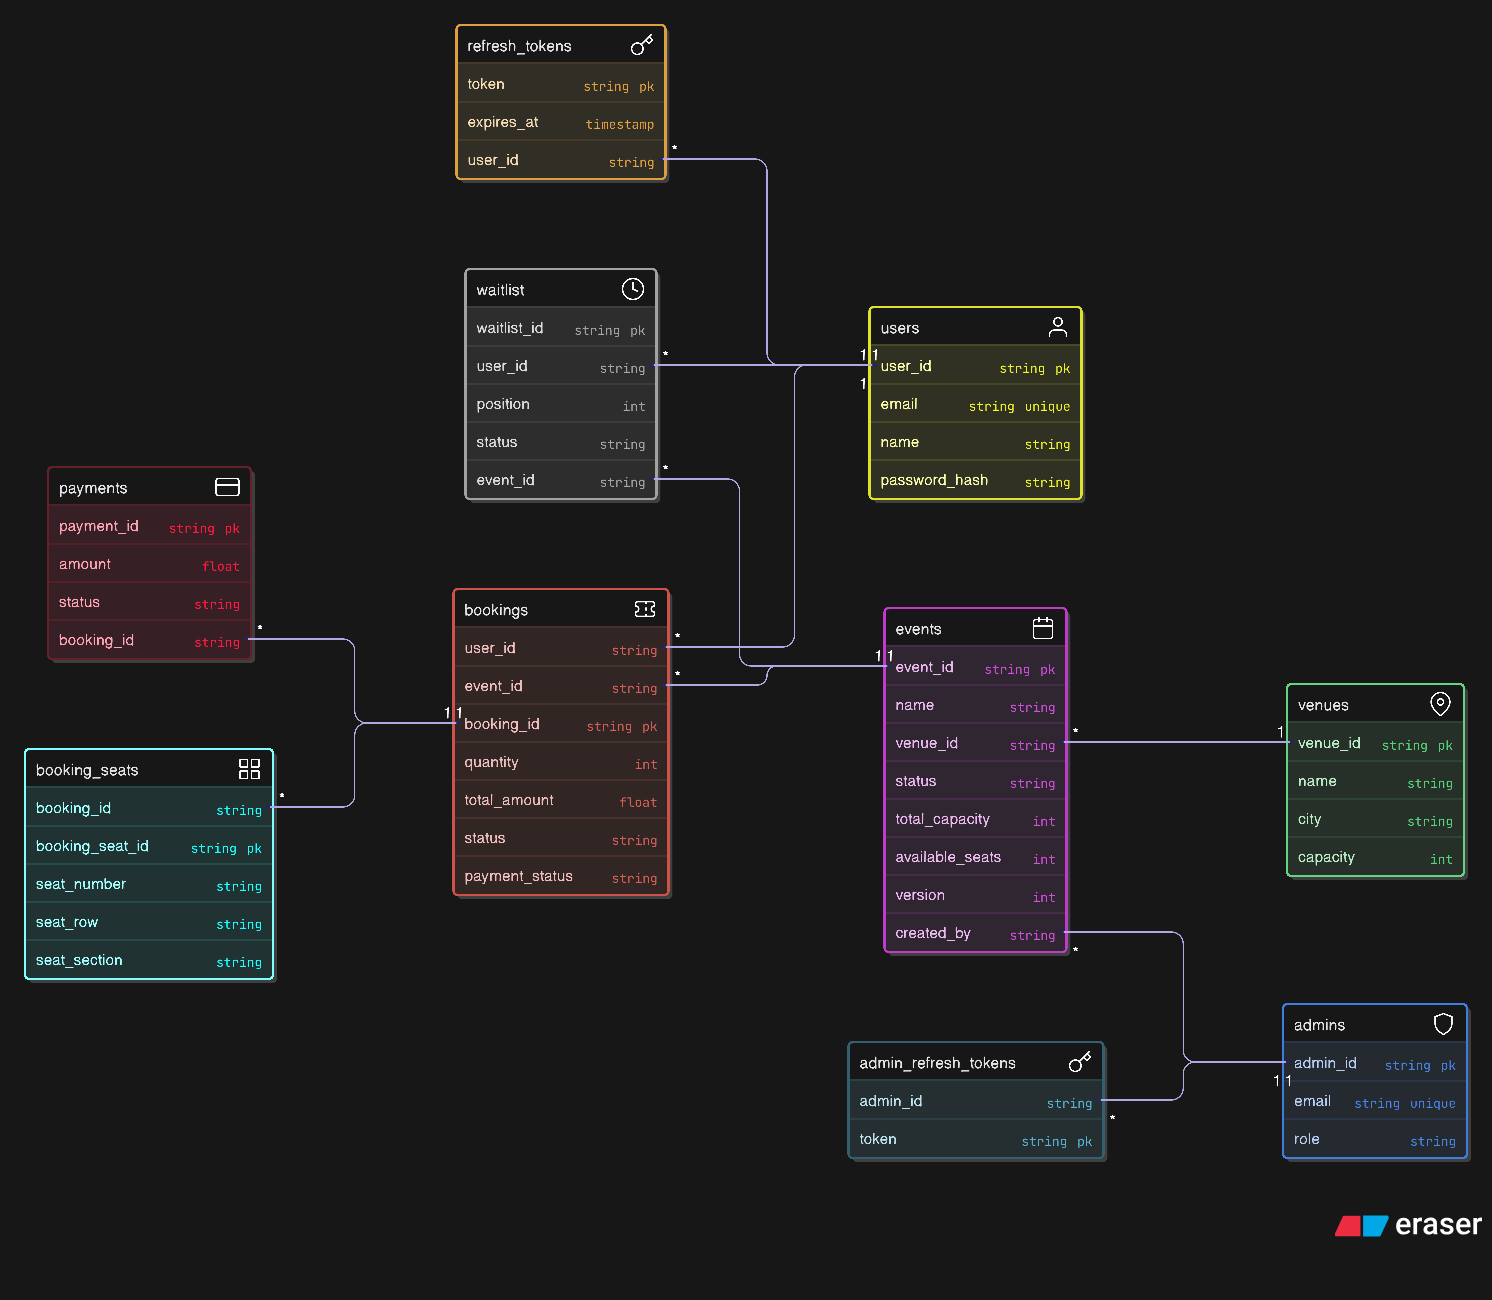 refresh_tokens
token string pk
expires_at timestamp
user_id string
*
waitlist
waitlist_id string pk
user_id string
*
position int
status string
event_id string
*
users
1 1
user_id string pk
1
email string unique
name string
password_hash string
payments
payment_id string pk
amount float
status string
booking_id string
*
booking_seats
booking_id string
*
booking_seat_id string pk
seat_number string
seat_row string
seat_section string
bookings
user_id string
*
event_id string
*
1 1
booking_id string pk
quantity int
total_amount float
status string
payment_status string
events
1 1
event_id string pk
name string
venue_id string
*
status string
total_capacity int
available_seats int
version int
created_by string
*
venues
1
venue_id string pk
name string
city string
capacity int
admin_refresh_tokens
admin_id string
*
token string pk
admins
admin_id string pk
1 1
email string unique
role string
eraser